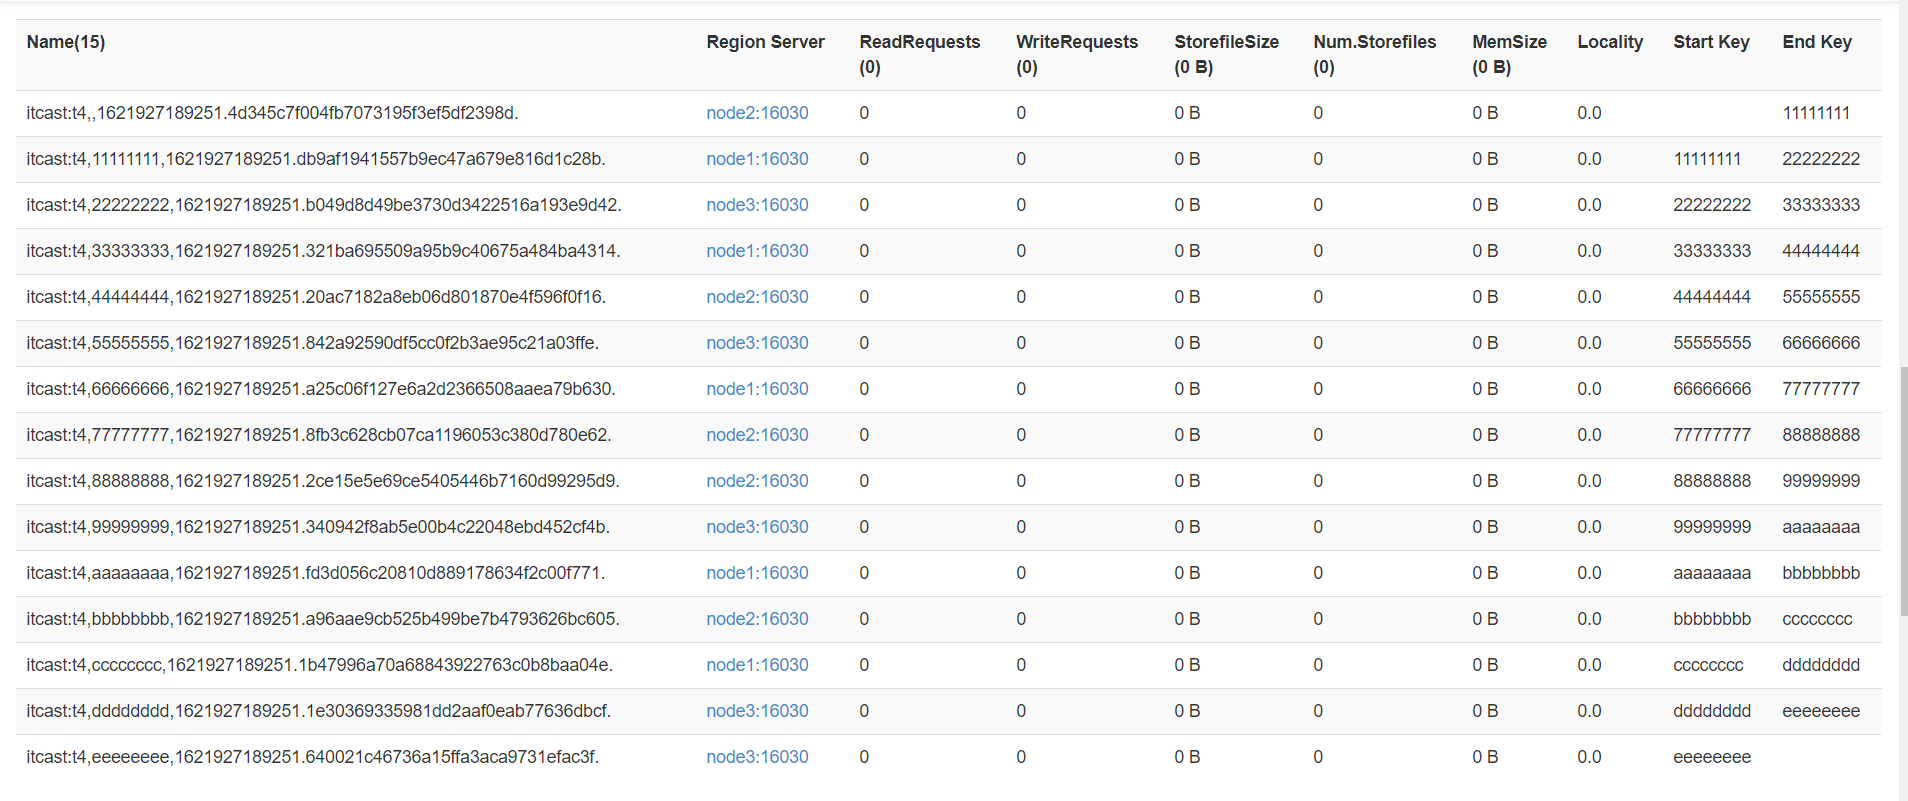 Name(15) Region Server ReadRequests (0) WriteRequests (0) StorefileSize (0 B) Num.Storefiles (0) MemSize (0 B) Locality Start Key End Key
itcast:t4,,1621927189251.4d345c7f004fb7073195f3ef5df2398d. node2:16030 0 0 0 B 0 0 B 0.0 11111111
itcast:t4,11111111,1621927189251.db9af1941557b9ec47a679e816d1c28b. node1:16030 0 0 0 B 0 0 B 0.0 11111111 22222222
itcast:t4,22222222,1621927189251.b049d8d49be3730d3422516a193e9d42. node3:16030 0 0 0 B 0 0 B 0.0 22222222 33333333
itcast:t4,33333333,1621927189251.321ba695509a95b9c40675a484ba4314. node1:16030 0 0 0 B 0 0 B 0.0 33333333 44444444
itcast:t4,44444444,1621927189251.20ac7182a8eb06d801870e4f596f0f16. node2:16030 0 0 0 B 0 0 B 0.0 44444444 55555555
itcast:t4,55555555,1621927189251.842a92590df5cc0f2b3ae95c21a03ffe. node3:16030 0 0 0 B 0 0 B 0.0 55555555 66666666
itcast:t4,66666666,1621927189251.a25c06f127e6a2d2366508aaea79b630. node1:16030 0 0 0 B 0 0 B 0.0 66666666 77777777
itcast:t4,77777777,1621927189251.8fb3c628cb07ca1196053c380d780e62. node2:16030 0 0 0 B 0 0 B 0.0 77777777 88888888
itcast:t4,88888888,1621927189251.2ce15e5e69ce5405446b7160d99295d9. node2:16030 0 0 0 B 0 0 B 0.0 88888888 99999999
itcast:t4,99999999,1621927189251.340942f8ab5e00b4c22048ebd452cf4b. node3:16030 0 0 0 B 0 0 B 0.0 99999999 aaaaaaaa
itcast:t4,aaaaaaaa,1621927189251.fd3d056c20810d889178634f2c00f771. node1:16030 0 0 0 B 0 0 B 0.0 aaaaaaaa bbbbbbbb
itcast:t4,bbbbbbbb,1621927189251.a96aae9cb525b499be7b4793626bc605. node2:16030 0 0 0 B 0 0 B 0.0 bbbbbbbb cccccccc
itcast:t4,cccccccc,1621927189251.1b47996a70a68843922763c0b8baa04e. node1:16030 0 0 0 B 0 0 B 0.0 cccccccc dddddddd
itcast:t4,dddddddd,1621927189251.1e30369335981dd2aaf0eab77636dbcf. node3:16030 0 0 0 B 0 0 B 0.0 dddddddd eeeeeeee
itcast:t4,eeeeeeee,1621927189251.640021c46736a15ffa3aca9731efac3f. node3:16030 0 0 0 B 0 0 B 0.0 eeeeeeee